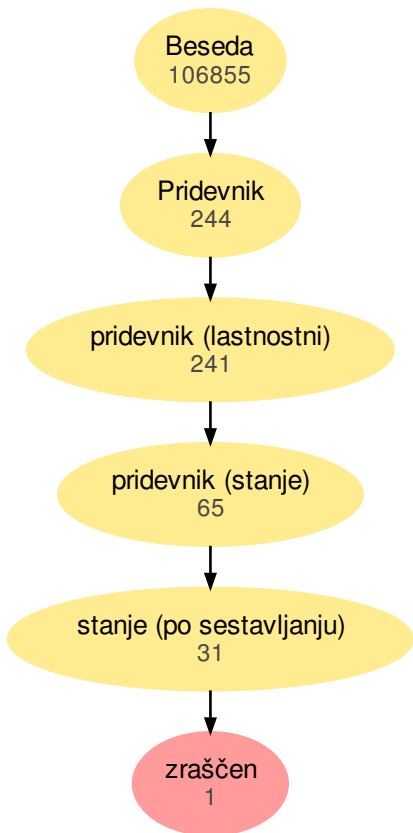 Beseda
106855
Pridevnik
244
pridevnik (lastnostni)
241
pridevnik (stanje)
65
stanje (po sestavljanju)
31
zraščen
1